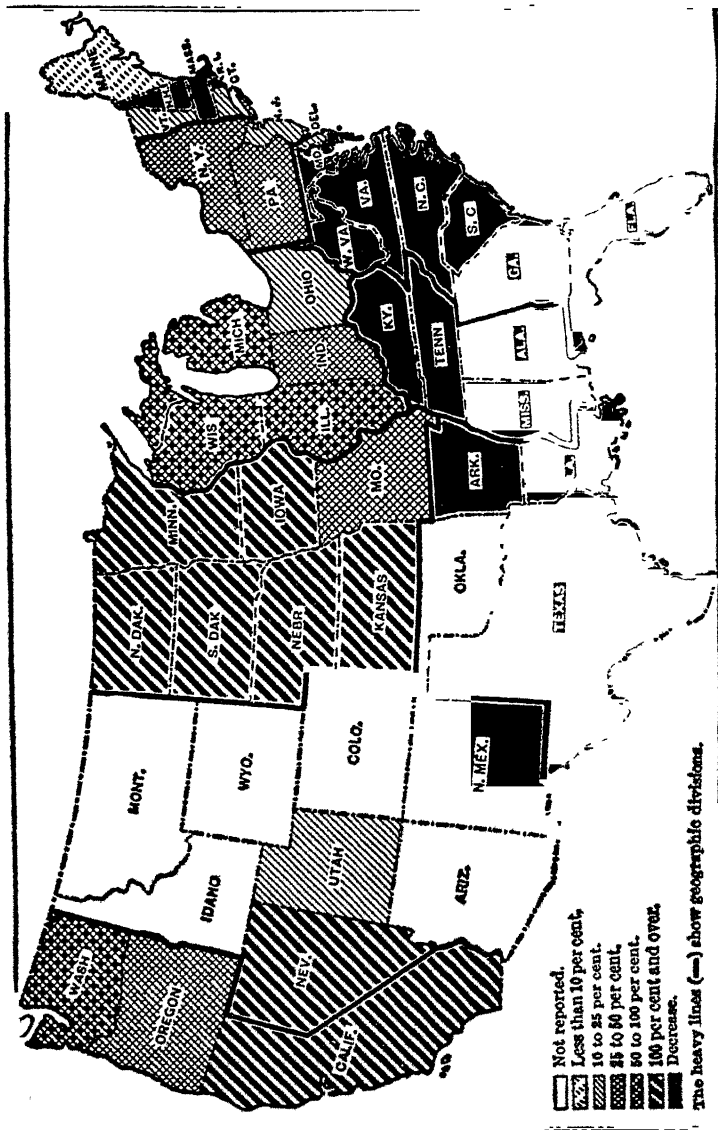 WASH
OREGON
CALIF.
NEV.
IDAHO
MONT.
WYO.
UTAH
COLO.
ARIZ.
N. MEX.
N. DAK.
S. DAK
NEBR
KANSAS
OKLA.
TEXAS
MINN.
IOWA
MO.
ARK.
LA.
WIS
ILL.
MICH
IND
OHIO
KY.
TENN
MISS.
ALA.
GA.
FLA.
S. C
N. C.
VA.
W. VA
MD.
DEL.
PA.
N. J.
N. Y.
CT.
R. I.
MASS.
VT.
MAINE
Not reported.
Less than 10 per cent.
10 to 25 per cent.
25 to 50 per cent.
50 to 100 per cent.
100 per cent and over.
Decrease.
The heavy lines (—) show geographic divisions.